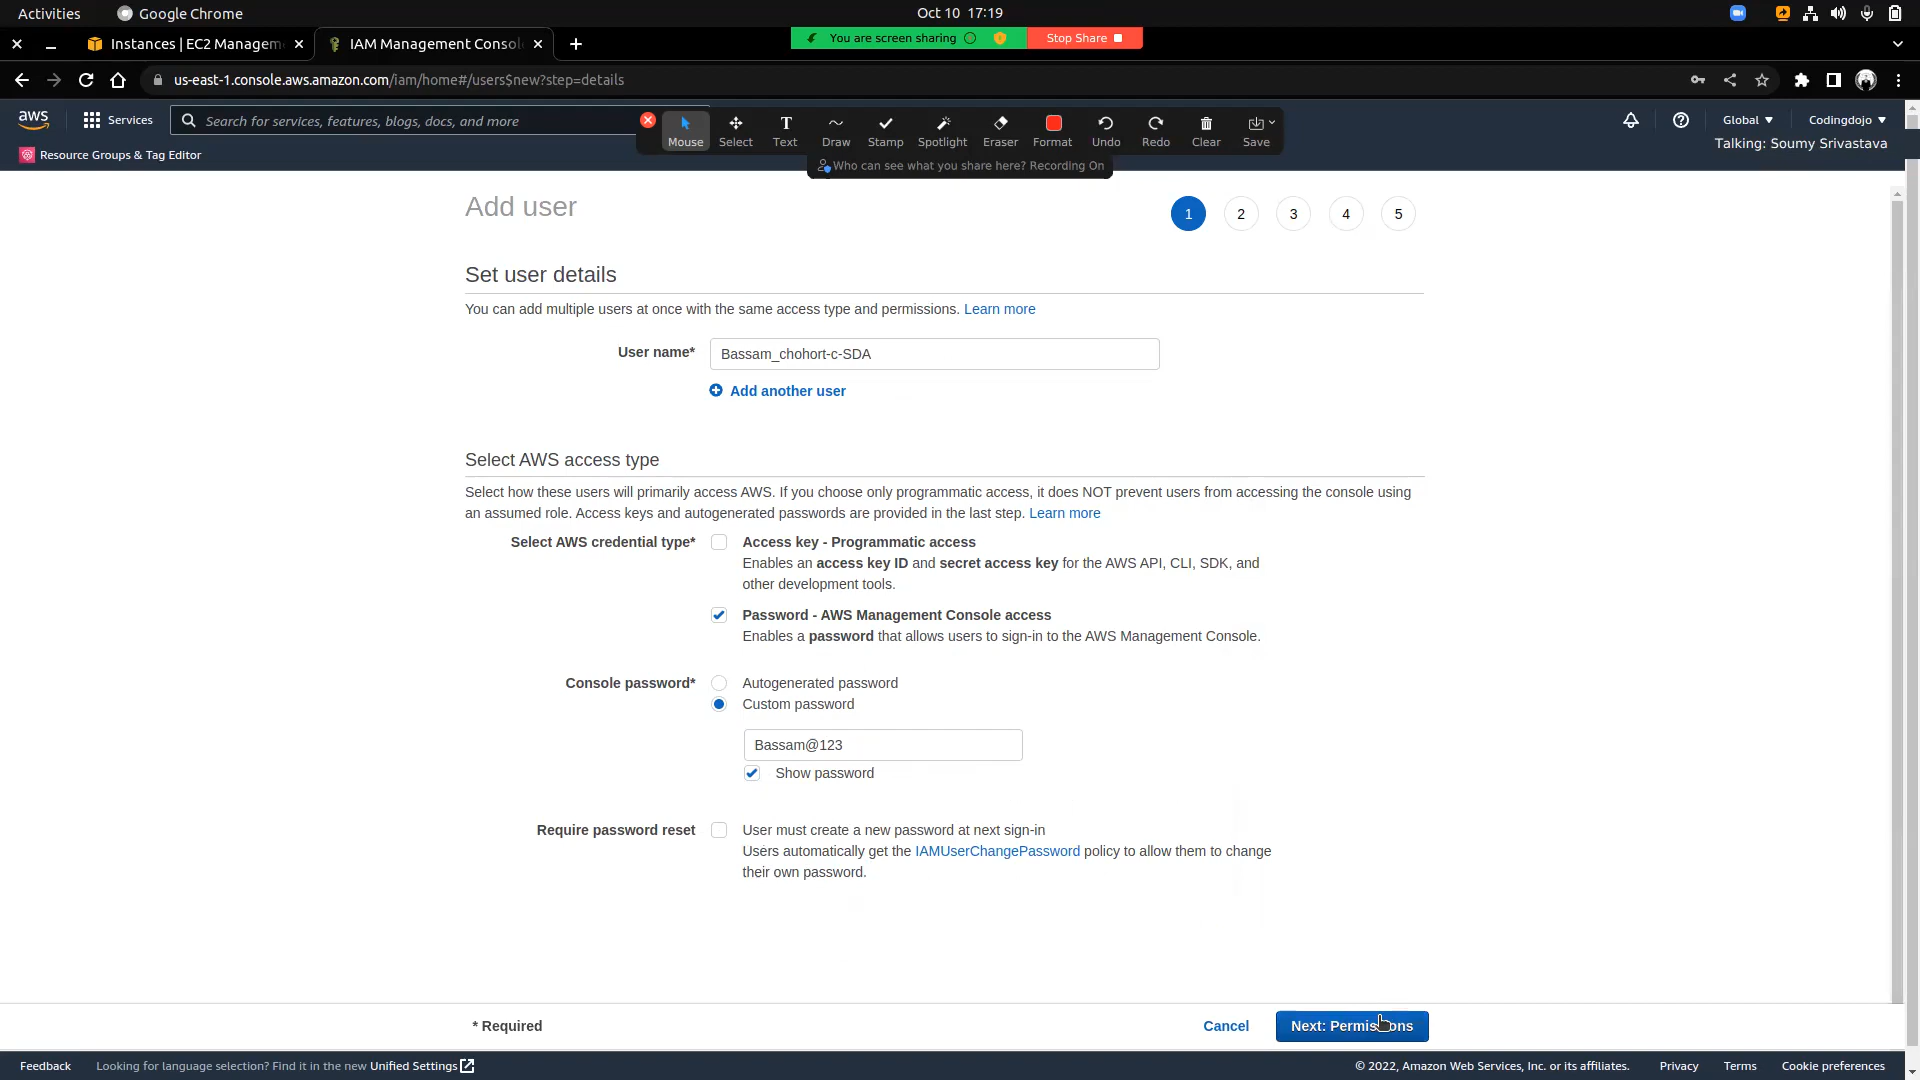 Activities
Google Chrome
Oct 10 17:19
Instances | EC2 Managem
IAM Management Consol
You are screen sharing
Stop Share
us-east-1.console.aws.amazon.com/iam/home#/users$new?step=details
aws
Services
Search for services, features, blogs, docs, and more
Mouse
Select
Text
Draw
Stamp
Spotlight
Eraser
Format
Undo
Redo
Clear
Save
Global
Codingdojo
Talking: Soumy Srivastava
Resource Groups & Tag Editor
Who can see what you share here? Recording On
Add user
1
2
3
4
5
Set user details
You can add multiple users at once with the same access type and permissions. Learn more
User name*
Bassam_chohort-c-SDA
Add another user
Select AWS access type
Select how these users will primarily access AWS. If you choose only programmatic access, it does NOT prevent users from accessing the console using
an assumed role. Access keys and autogenerated passwords are provided in the last step. Learn more
Select AWS credential type*
Access key - Programmatic access
Enables an access key ID and secret access key for the AWS API, CLI, SDK, and
other development tools.
Password - AWS Management Console access
Enables a password that allows users to sign-in to the AWS Management Console.
Console password*
Autogenerated password
Custom password
Bassam@123
Show password
Require password reset
User must create a new password at next sign-in
Users automatically get the IAMUserChangePassword policy to allow them to change
their own password.
* Required
Cancel
Next: Permissions
Feedback
Looking for language selection? Find it in the new Unified Settings
© 2022, Amazon Web Services, Inc. or its affiliates.
Privacy
Terms
Cookie preferences